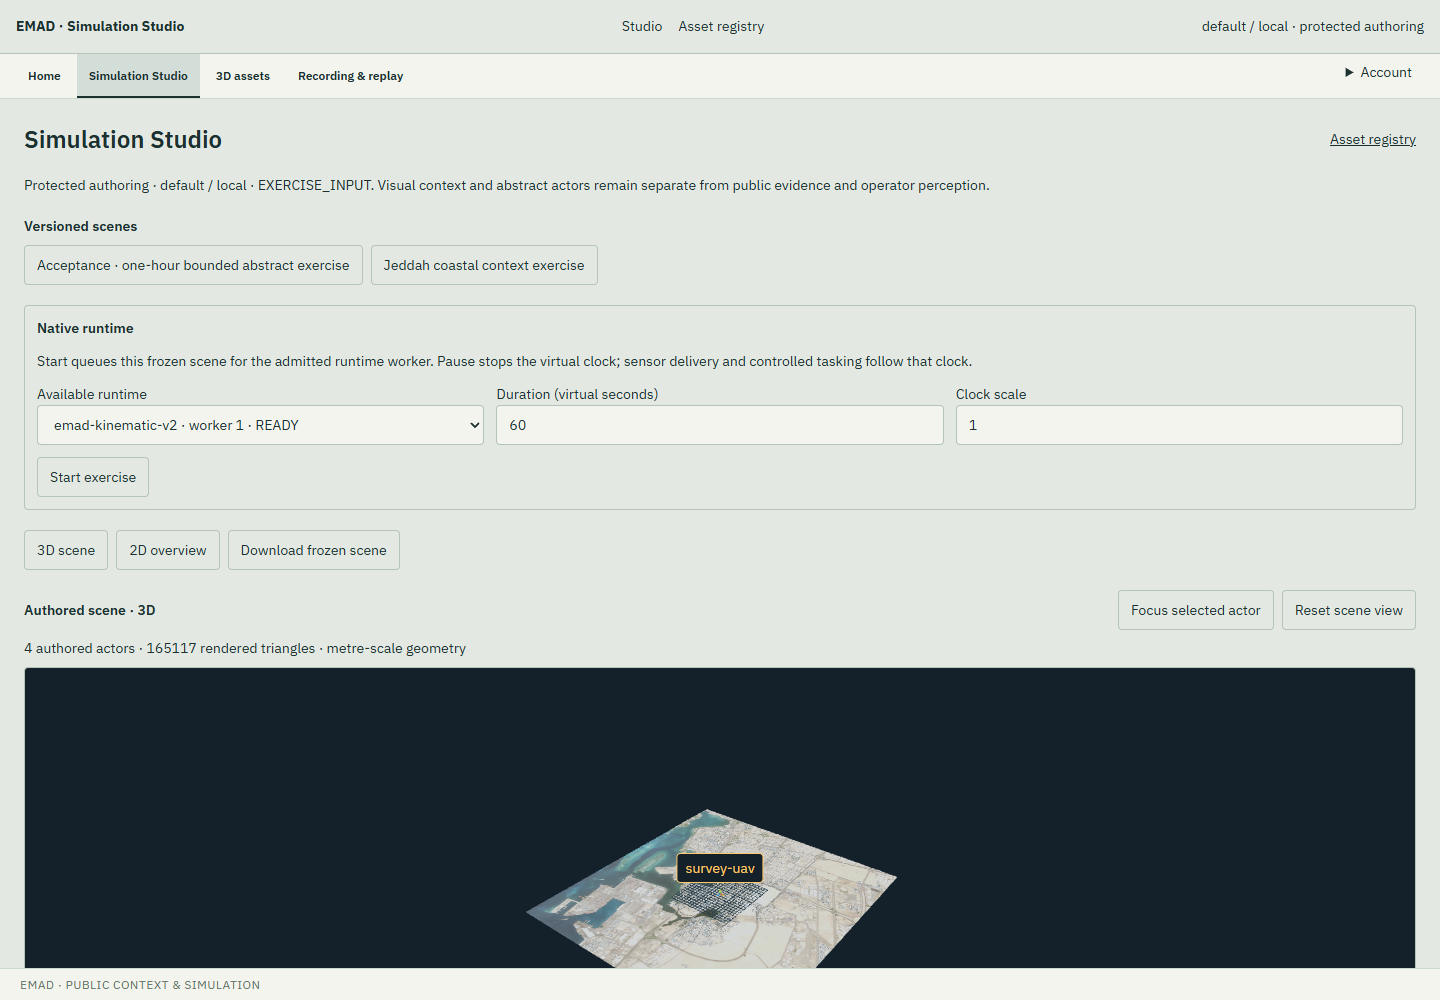 EMAD · Simulation Studio
Studio Asset registry
default / local · protected authoring
Home Simulation Studio 3D assets Recording & replay
▶ Account
Simulation Studio
Asset registry
Protected authoring · default / local · EXERCISE_INPUT. Visual context and abstract actors remain separate from public evidence and operator perception.
Versioned scenes
Acceptance · one-hour bounded abstract exercise
Jeddah coastal context exercise
Native runtime
Start queues this frozen scene for the admitted runtime worker. Pause stops the virtual clock; sensor delivery and controlled tasking follow that clock.
Available runtime
Duration (virtual seconds)
Clock scale
emad-kinematic-v2 · worker 1 · READY
60
1
Start exercise
3D scene
2D overview
Download frozen scene
Authored scene · 3D
Focus selected actor
Reset scene view
4 authored actors · 165117 rendered triangles · metre-scale geometry
survey-uav
EMAD · PUBLIC CONTEXT & SIMULATION